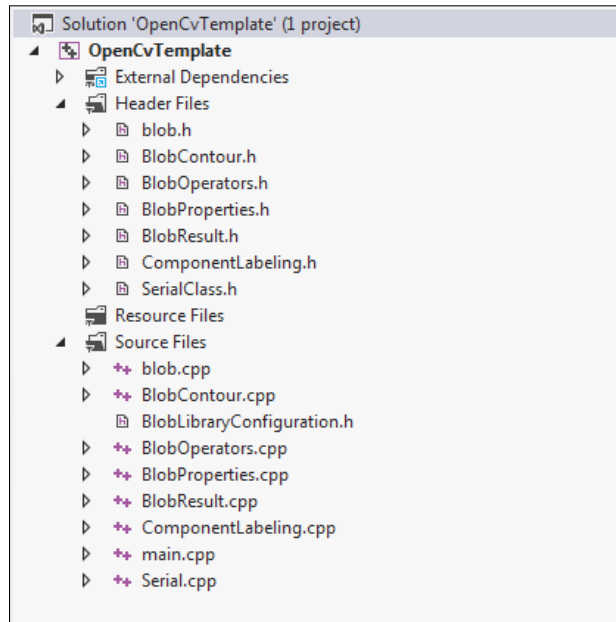 Solution 'OpenCvTemplate' (1 project)
OpenCvTemplate
External Dependencies
Header Files
blob.h
BlobContour.h
BlobOperators.h
BlobProperties.h
BlobResult.h
ComponentLabeling.h
SerialClass.h
Resource Files
Source Files
blob.cpp
BlobContour.cpp
BlobLibraryConfiguration.h
BlobOperators.cpp
BlobProperties.cpp
BlobResult.cpp
ComponentLabeling.cpp
main.cpp
Serial.cpp